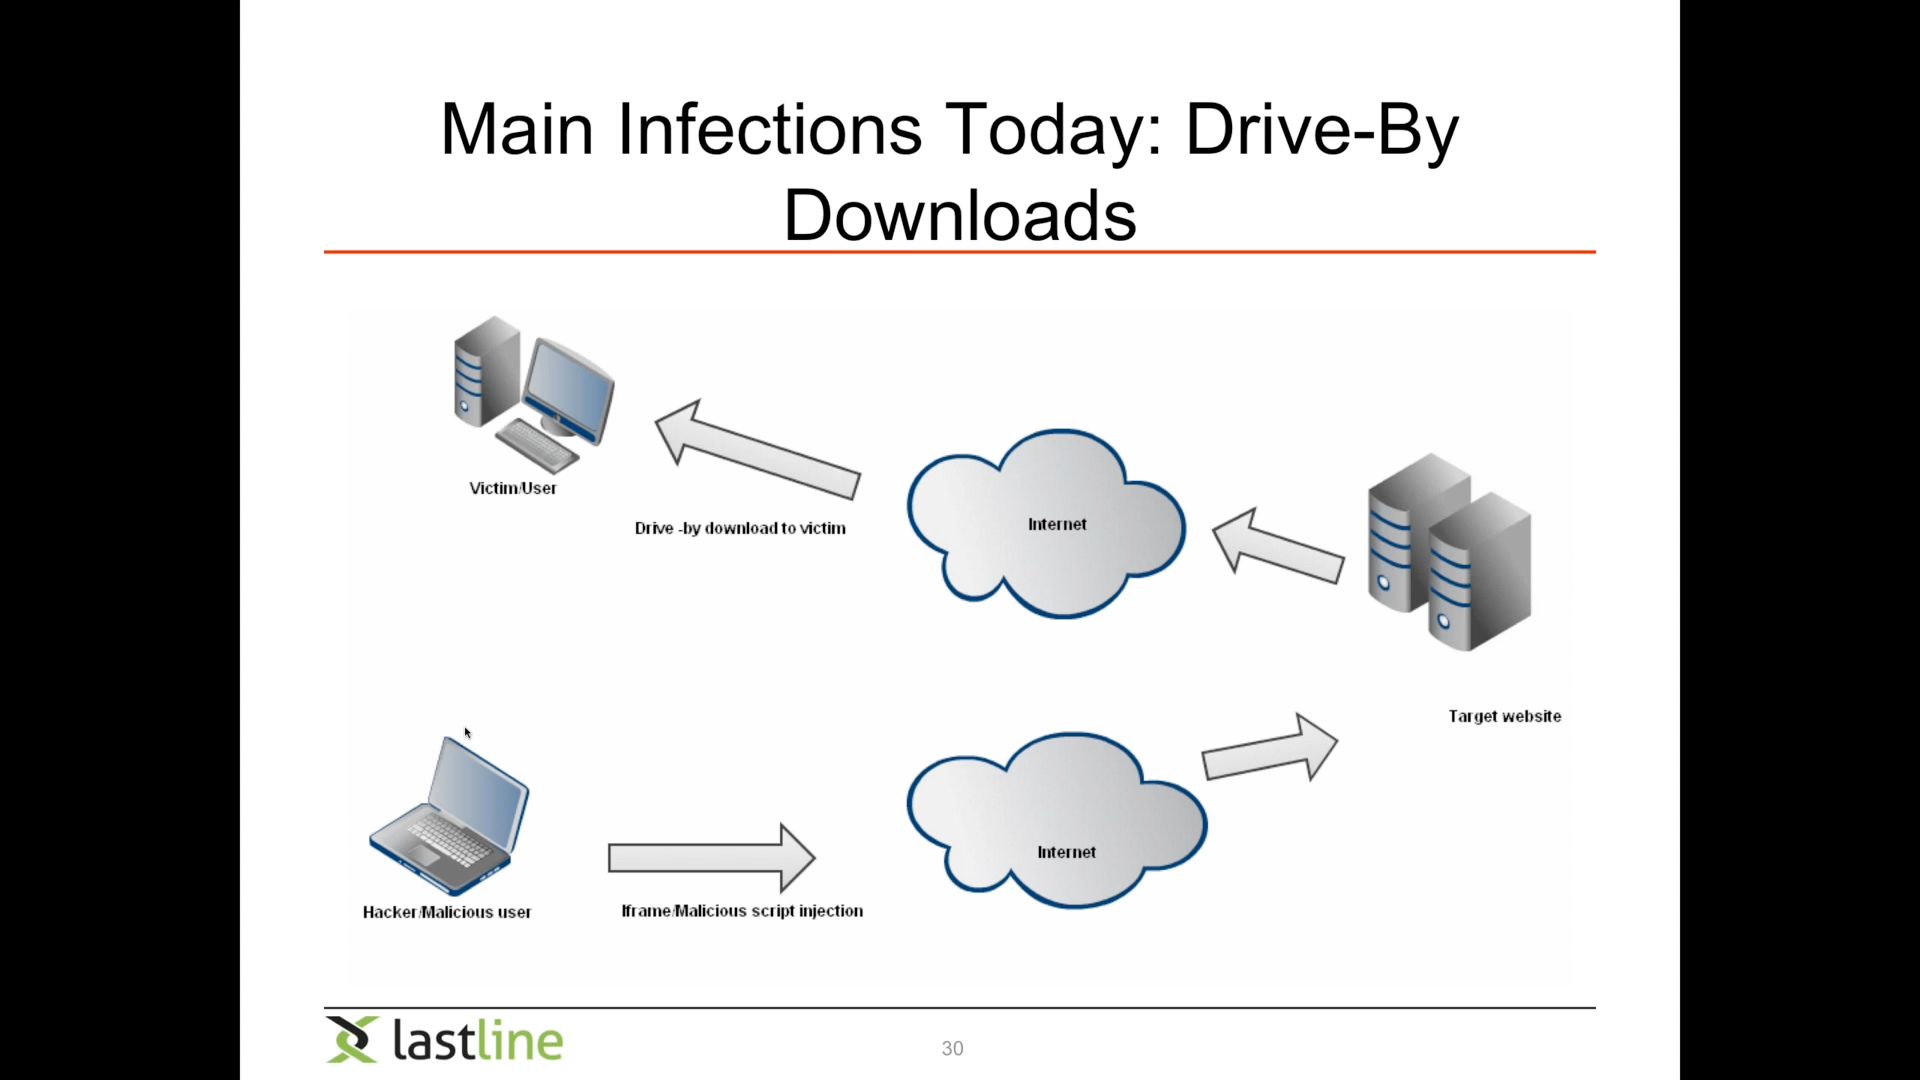 Main Infections Today: Drive-By
Downloads
Victim/User
Drive -by download to victim
Internet
Target website
Internet
Hacker/Malicious user
Iframe/Malicious script injection
lastline
30